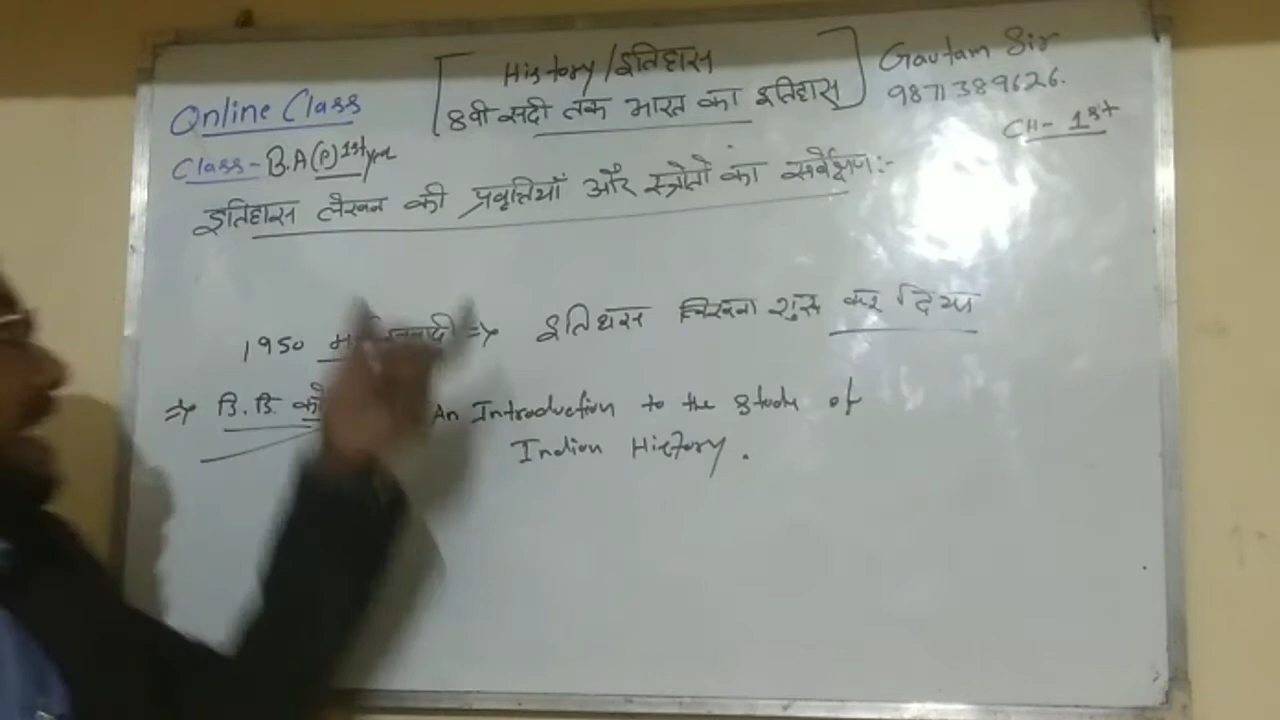 History/इतिहास
8वी सदी तक भारत का इतिहास
Gautam Sir
9871389626.
Online Class
CH- 1st
Class- B.A(P) 1st year
इतिहास लेखन की प्रवृत्तियाँ और स्त्रोतों का सर्वेक्षण:-
1950 ⇒ इतिहास लिखना शुरू कर दिया
⇒ डी. डी. An Introduction to the Study of
Indian History.